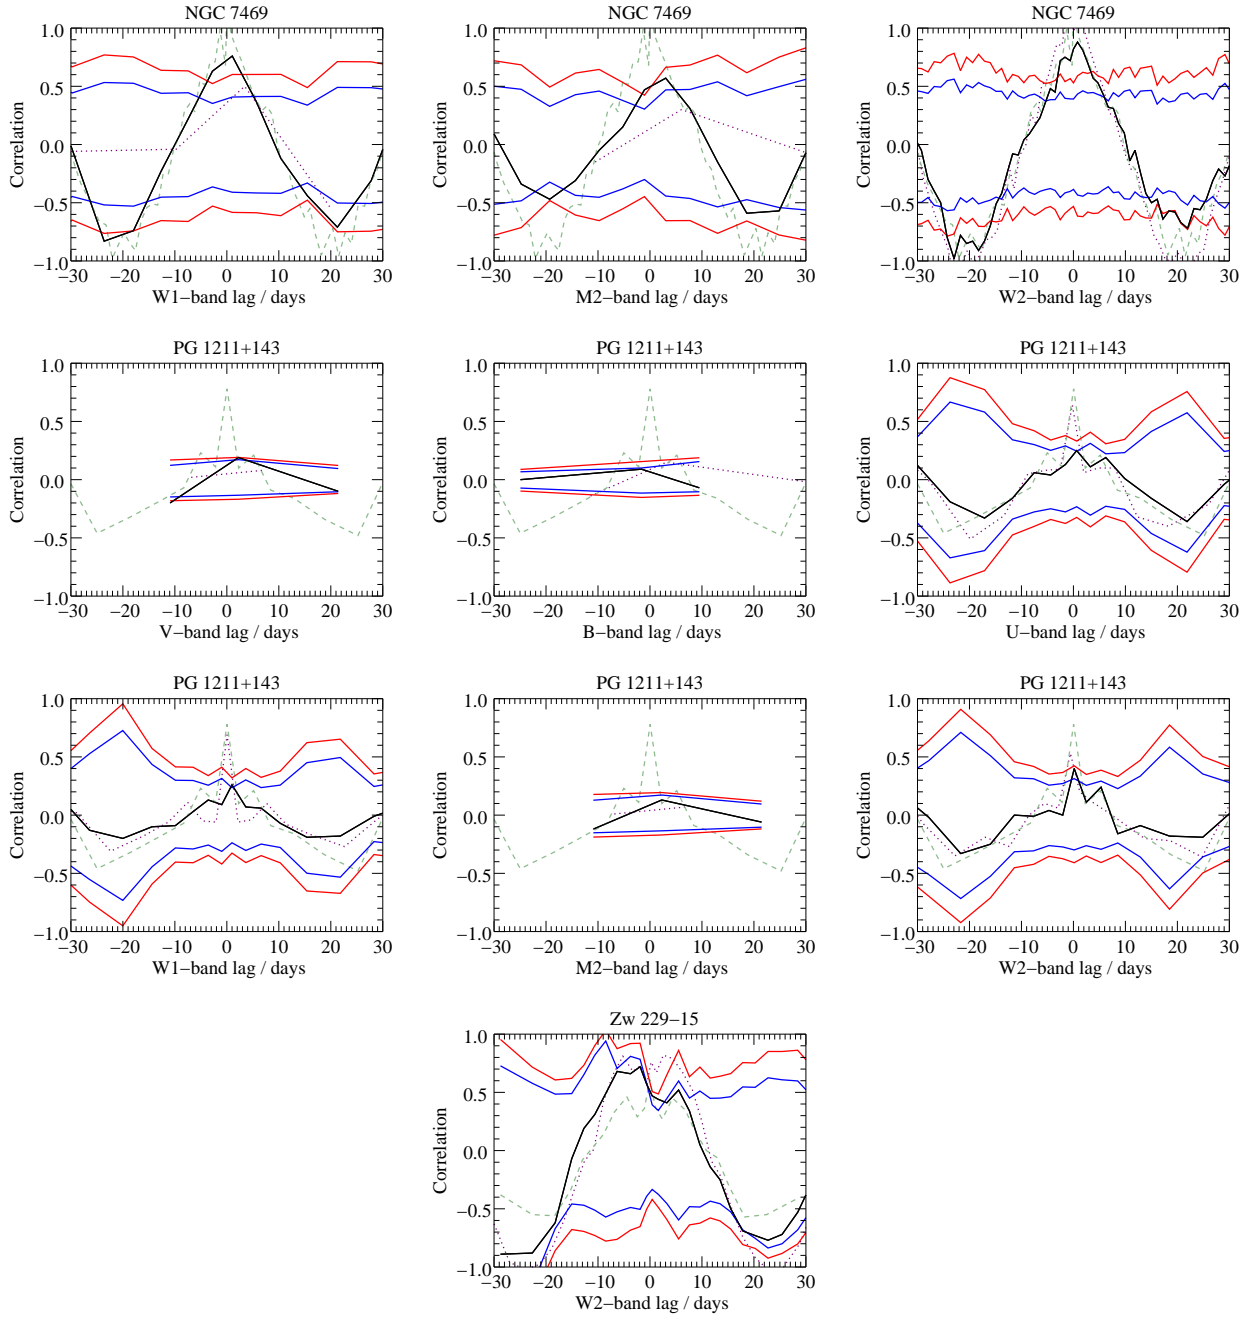 NGC 7469
NGC 7469
NGC 7469
1.0
0.5
0.0
−0.5
−1.0
Correlation
−30 −20 −10 0 10 20 30
W1−band lag / days
1.0
0.5
0.0
−0.5
−1.0
Correlation
−30 −20 −10 0 10 20 30
M2−band lag / days
1.0
0.5
0.0
−0.5
−1.0
Correlation
−30 −20 −10 0 10 20 30
W2−band lag / days
PG 1211+143
PG 1211+143
PG 1211+143
1.0
0.5
0.0
−0.5
−1.0
Correlation
−30 −20 −10 0 10 20 30
V−band lag / days
1.0
0.5
0.0
−0.5
−1.0
Correlation
−30 −20 −10 0 10 20 30
B−band lag / days
1.0
0.5
0.0
−0.5
−1.0
Correlation
−30 −20 −10 0 10 20 30
U−band lag / days
PG 1211+143
PG 1211+143
PG 1211+143
1.0
0.5
0.0
−0.5
−1.0
Correlation
−30 −20 −10 0 10 20 30
W1−band lag / days
1.0
0.5
0.0
−0.5
−1.0
Correlation
−30 −20 −10 0 10 20 30
M2−band lag / days
1.0
0.5
0.0
−0.5
−1.0
Correlation
−30 −20 −10 0 10 20 30
W2−band lag / days
Zw 229−15
1.0
0.5
0.0
−0.5
−1.0
Correlation
−30 −20 −10 0 10 20 30
W2−band lag / days